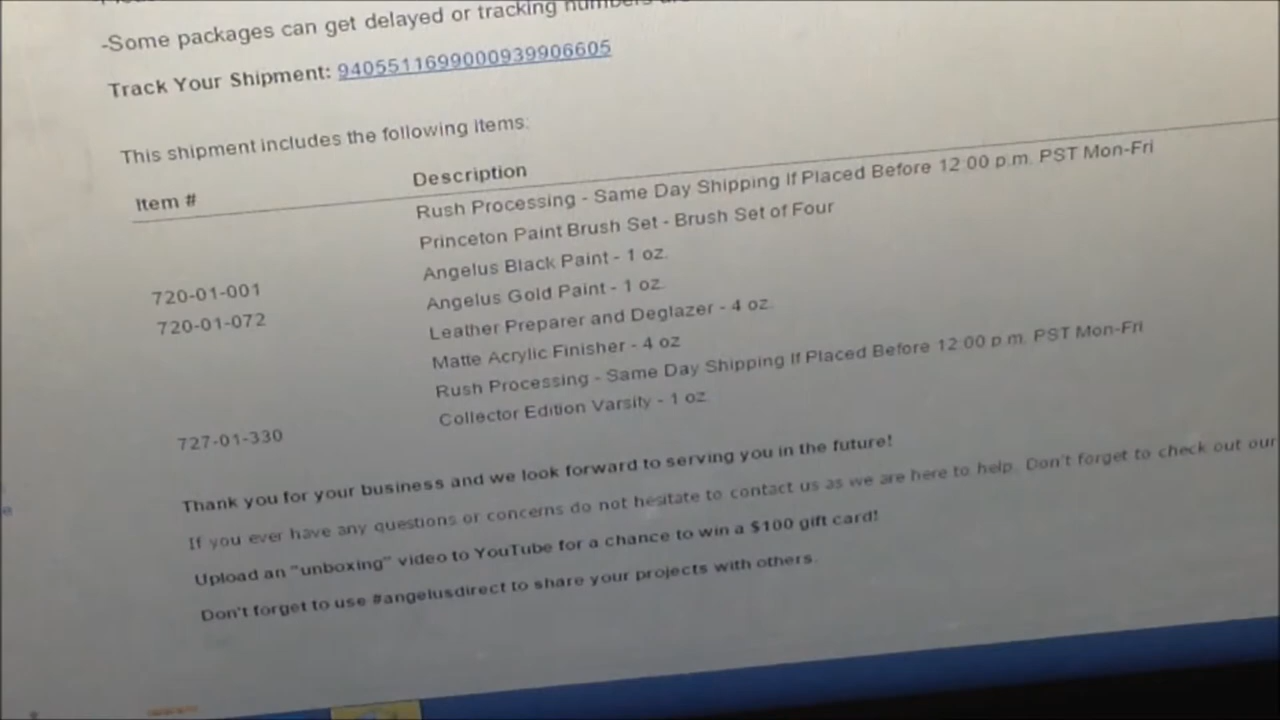 -Some packages can get delayed or tracking numbers
Track Your Shipment: 9405511699000939906605
This shipment includes the following items:
Item # Description
Rush Processing - Same Day Shipping If Placed Before 12:00 p.m. PST Mon-Fri
Princeton Paint Brush Set - Brush Set of Four
720-01-001 Angelus Black Paint - 1 oz.
720-01-072 Angelus Gold Paint - 1 oz.
Leather Preparer and Deglazer - 4 oz.
Matte Acrylic Finisher - 4 oz
Rush Processing - Same Day Shipping If Placed Before 12:00 p.m. PST Mon-Fri
727-01-330 Collector Edition Varsity - 1 oz
Thank you for your business and we look forward to serving you in the future!
If you ever have any questions or concerns do not hesitate to contact us as we are here to help. Don't forget to check out our
Upload an "unboxing" video to YouTube for a chance to win a $100 gift card!
Don't forget to use #angelusdirect to share your projects with others.